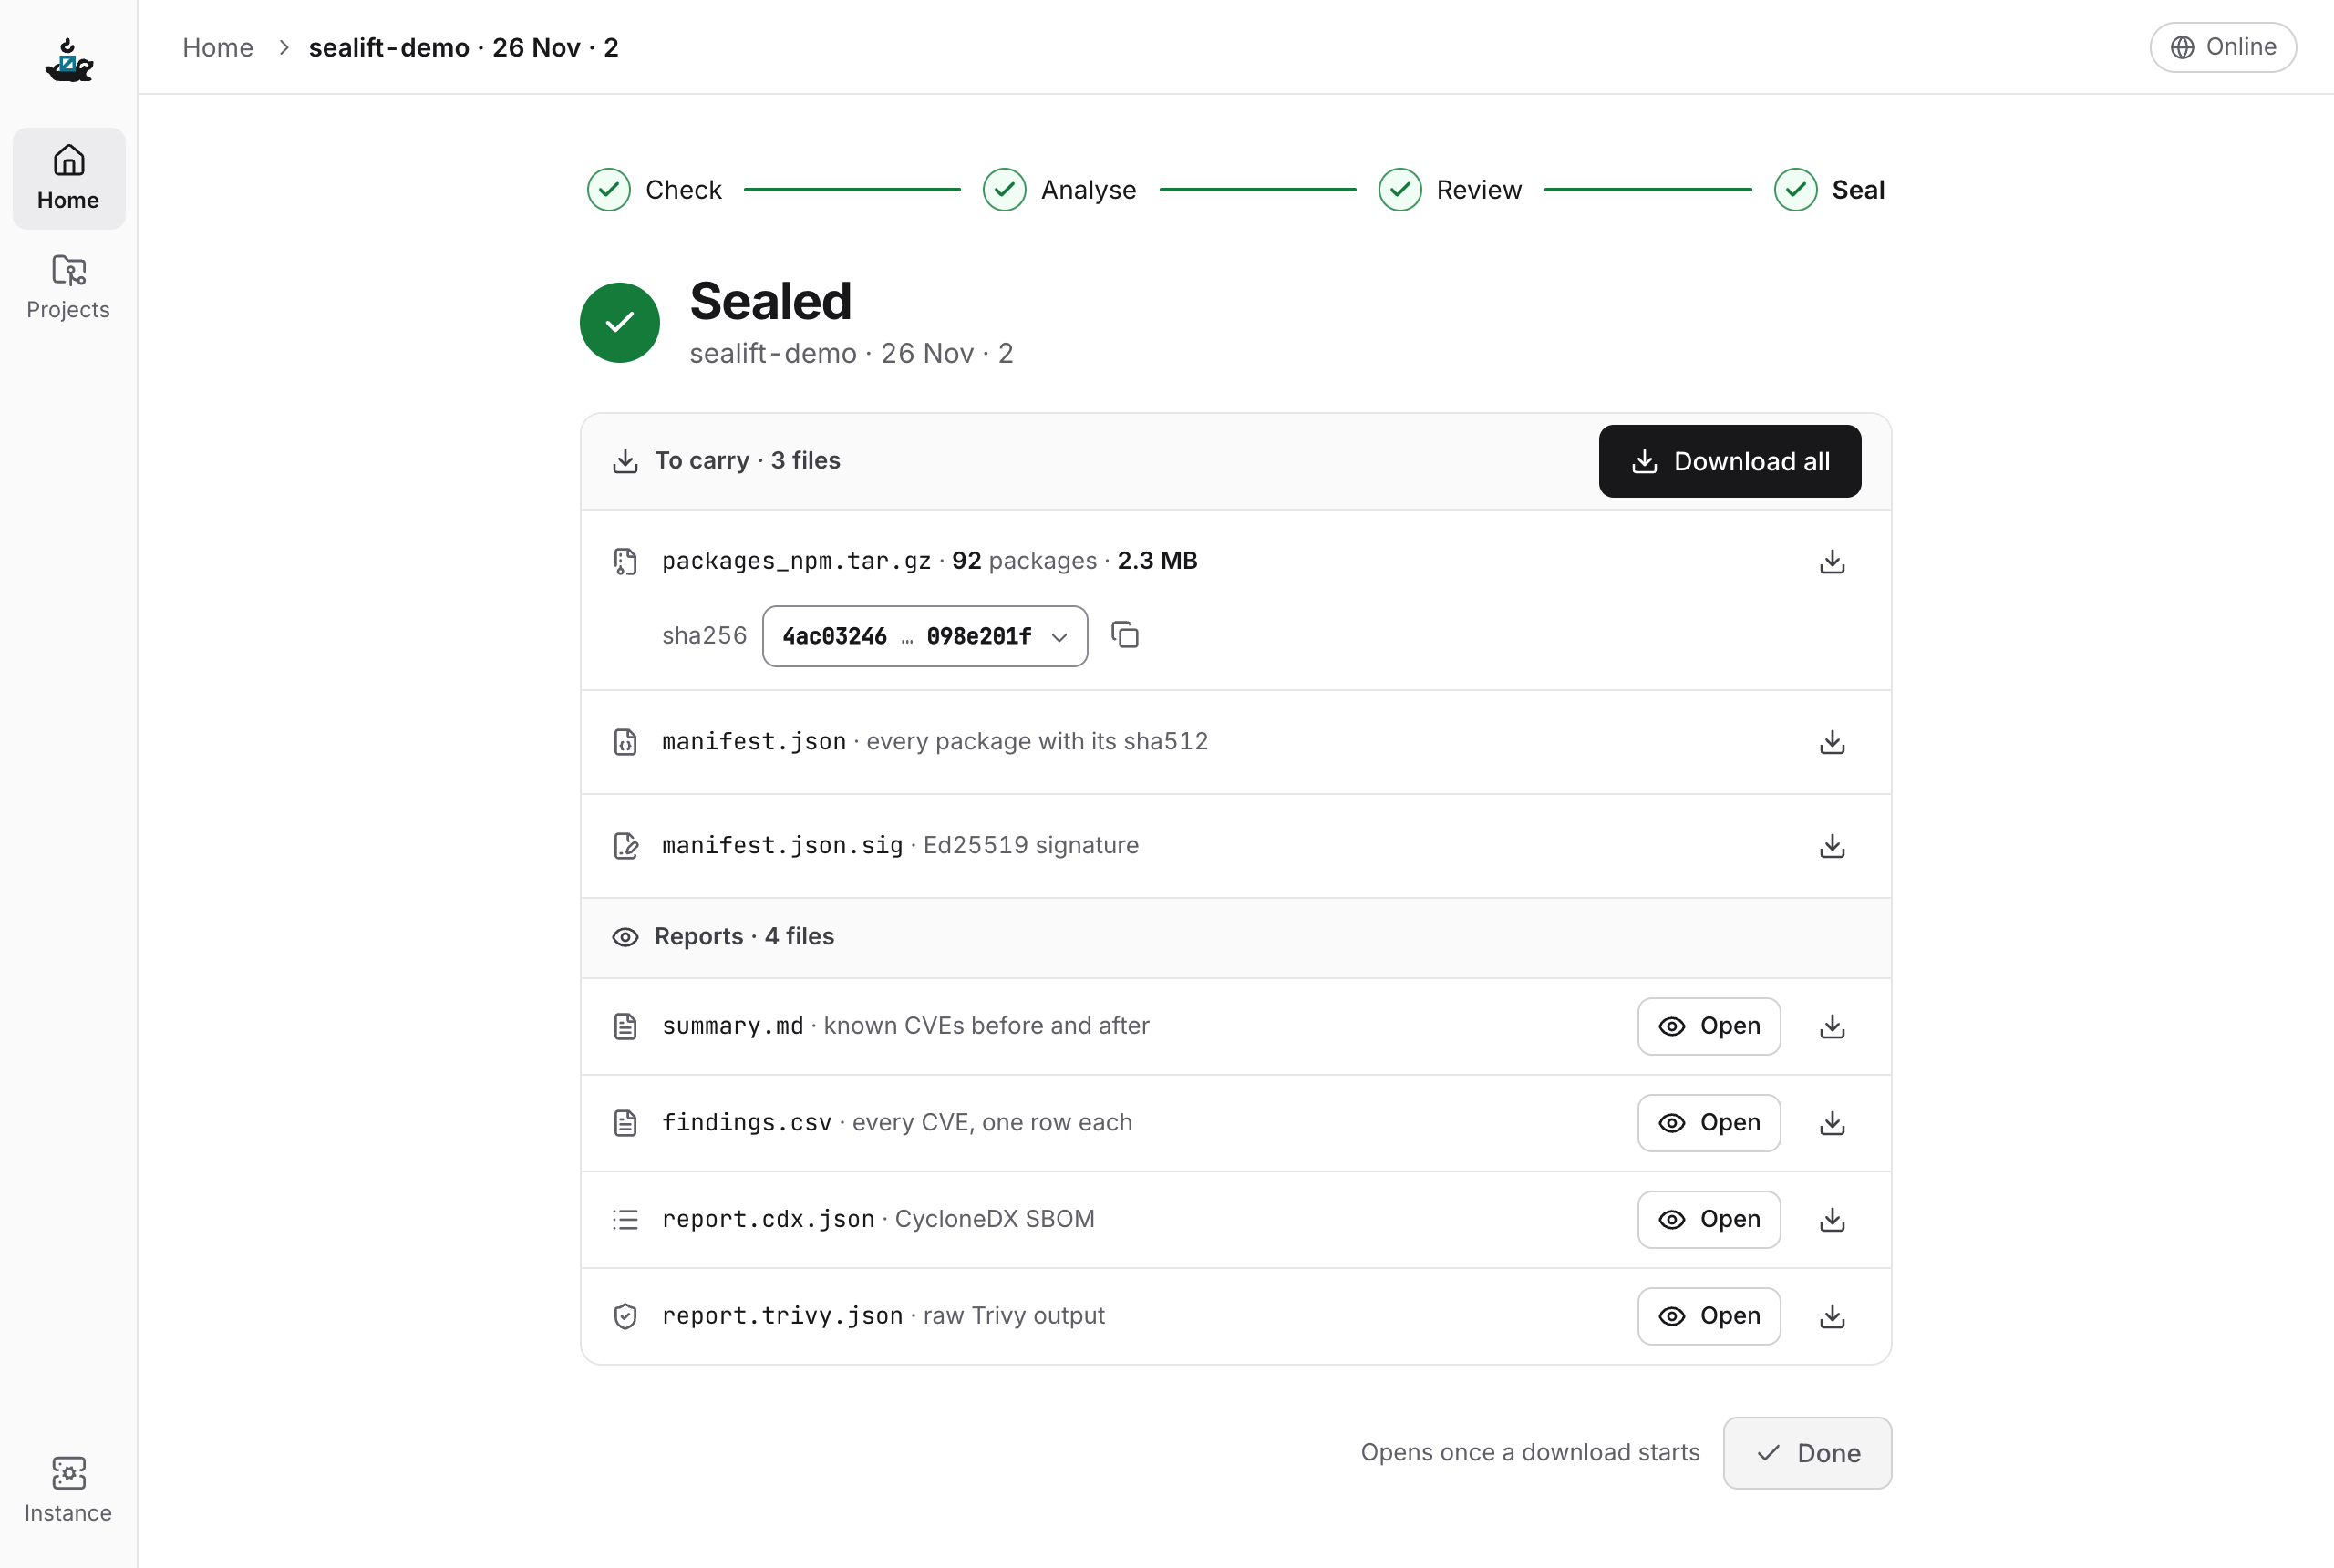 Home > sealift-demo · 26 Nov · 2
Online
Home
Projects
Instance
Check
Analyse
Review
Seal
Sealed
sealift-demo · 26 Nov · 2
To carry · 3 files
Download all
packages_npm.tar.gz · 92 packages · 2.3 MB
sha256 4ac03246 … 098e201f
manifest.json · every package with its sha512
manifest.json.sig · Ed25519 signature
Reports · 4 files
summary.md · known CVEs before and after
Open
findings.csv · every CVE, one row each
Open
report.cdx.json · CycloneDX SBOM
Open
report.trivy.json · raw Trivy output
Open
Opens once a download starts
Done